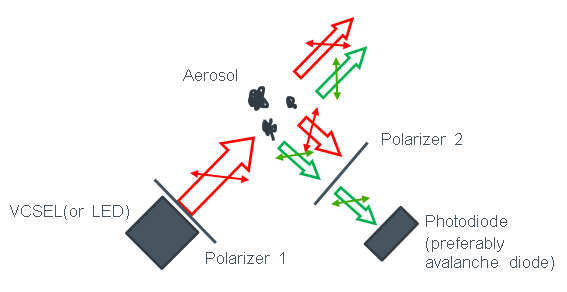 Aerosol
Polarizer 2
VCSEL(or LED)
Polarizer 1
Photodiode
(preferably
avalanche diode)